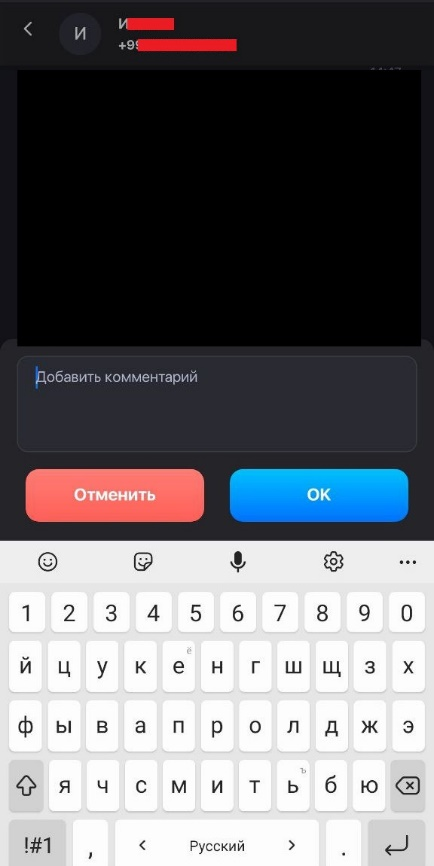 И
И
+99
Добавить комментарий
Отменить
OK
1 2 3 4 5 6 7 8 9 0
й ц у к е н г ш щ з х
ё
ф ы в а п р о л д ж э
я ч с м и т ь б ю
ъ
!#1 , < Русский > .